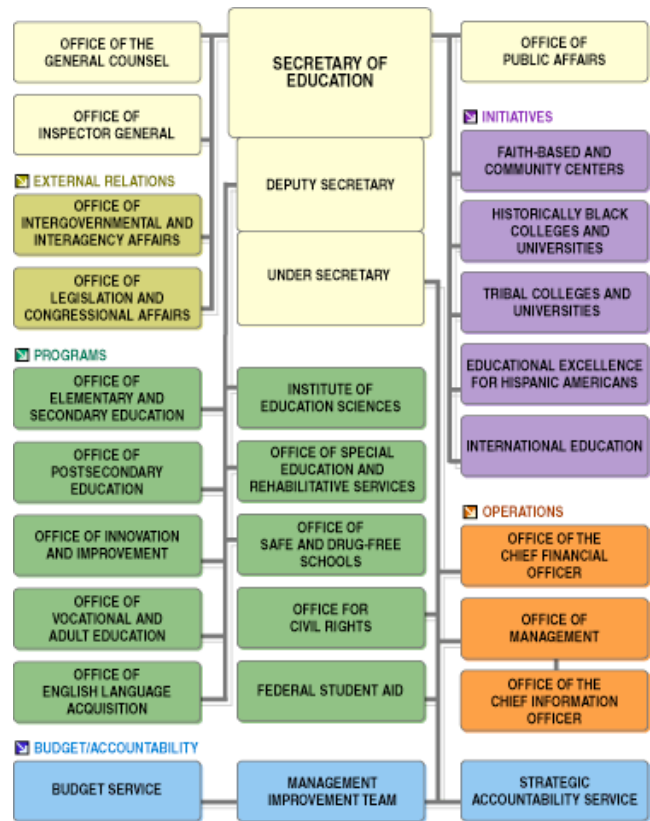 OFFICE OF THE
GENERAL COUNSEL
SECRETARY OF
EDUCATION
OFFICE OF
PUBLIC AFFAIRS
OFFICE OF
INSPECTOR GENERAL
INITIATIVES
FAITH-BASED AND
COMMUNITY CENTERS
EXTERNAL RELATIONS
DEPUTY SECRETARY
OFFICE OF
INTERGOVERNMENTAL AND
INTERAGENCY AFFAIRS
HISTORICALLY BLACK
COLLEGES AND
UNIVERSITIES
UNDER SECRETARY
OFFICE OF
LEGISLATION AND
CONGRESSIONAL AFFAIRS
TRIBAL COLLEGES AND
UNIVERSITIES
PROGRAMS
EDUCATIONAL EXCELLENCE
FOR HISPANIC AMERICANS
OFFICE OF
ELEMENTARY AND
SECONDARY EDUCATION
INSTITUTE OF
EDUCATION SCIENCES
INTERNATIONAL EDUCATION
OFFICE OF
POSTSECONDARY
EDUCATION
OFFICE OF SPECIAL
EDUCATION AND
REHABILITATIVE SERVICES
OPERATIONS
OFFICE OF INNOVATION
AND IMPROVEMENT
OFFICE OF
SAFE AND DRUG-FREE
SCHOOLS
OFFICE OF THE
CHIEF FINANCIAL
OFFICER
OFFICE OF
VOCATIONAL AND
ADULT EDUCATION
OFFICE FOR
CIVIL RIGHTS
OFFICE OF
MANAGEMENT
OFFICE OF
ENGLISH LANGUAGE
ACQUISITION
FEDERAL STUDENT AID
OFFICE OF THE
CHIEF INFORMATION
OFFICER
BUDGET/ACCOUNTABILITY
BUDGET SERVICE
MANAGEMENT
IMPROVEMENT TEAM
STRATEGIC
ACCOUNTABILITY SERVICE